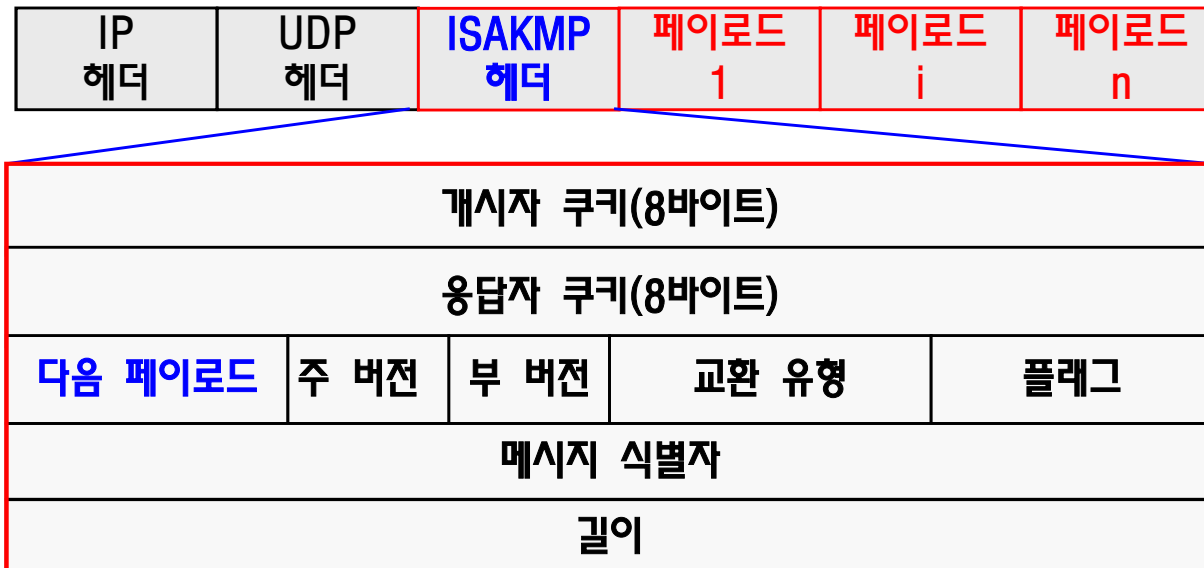 IP
헤더
UDP
헤더
ISAKMP
헤더
페이로드
1
페이로드
i
페이로드
n
개시자 쿠키(8바이트)
응답자 쿠키(8바이트)
다음 페이로드
주 버전
부 버전
교환 유형
플래그
메시지 식별자
길이